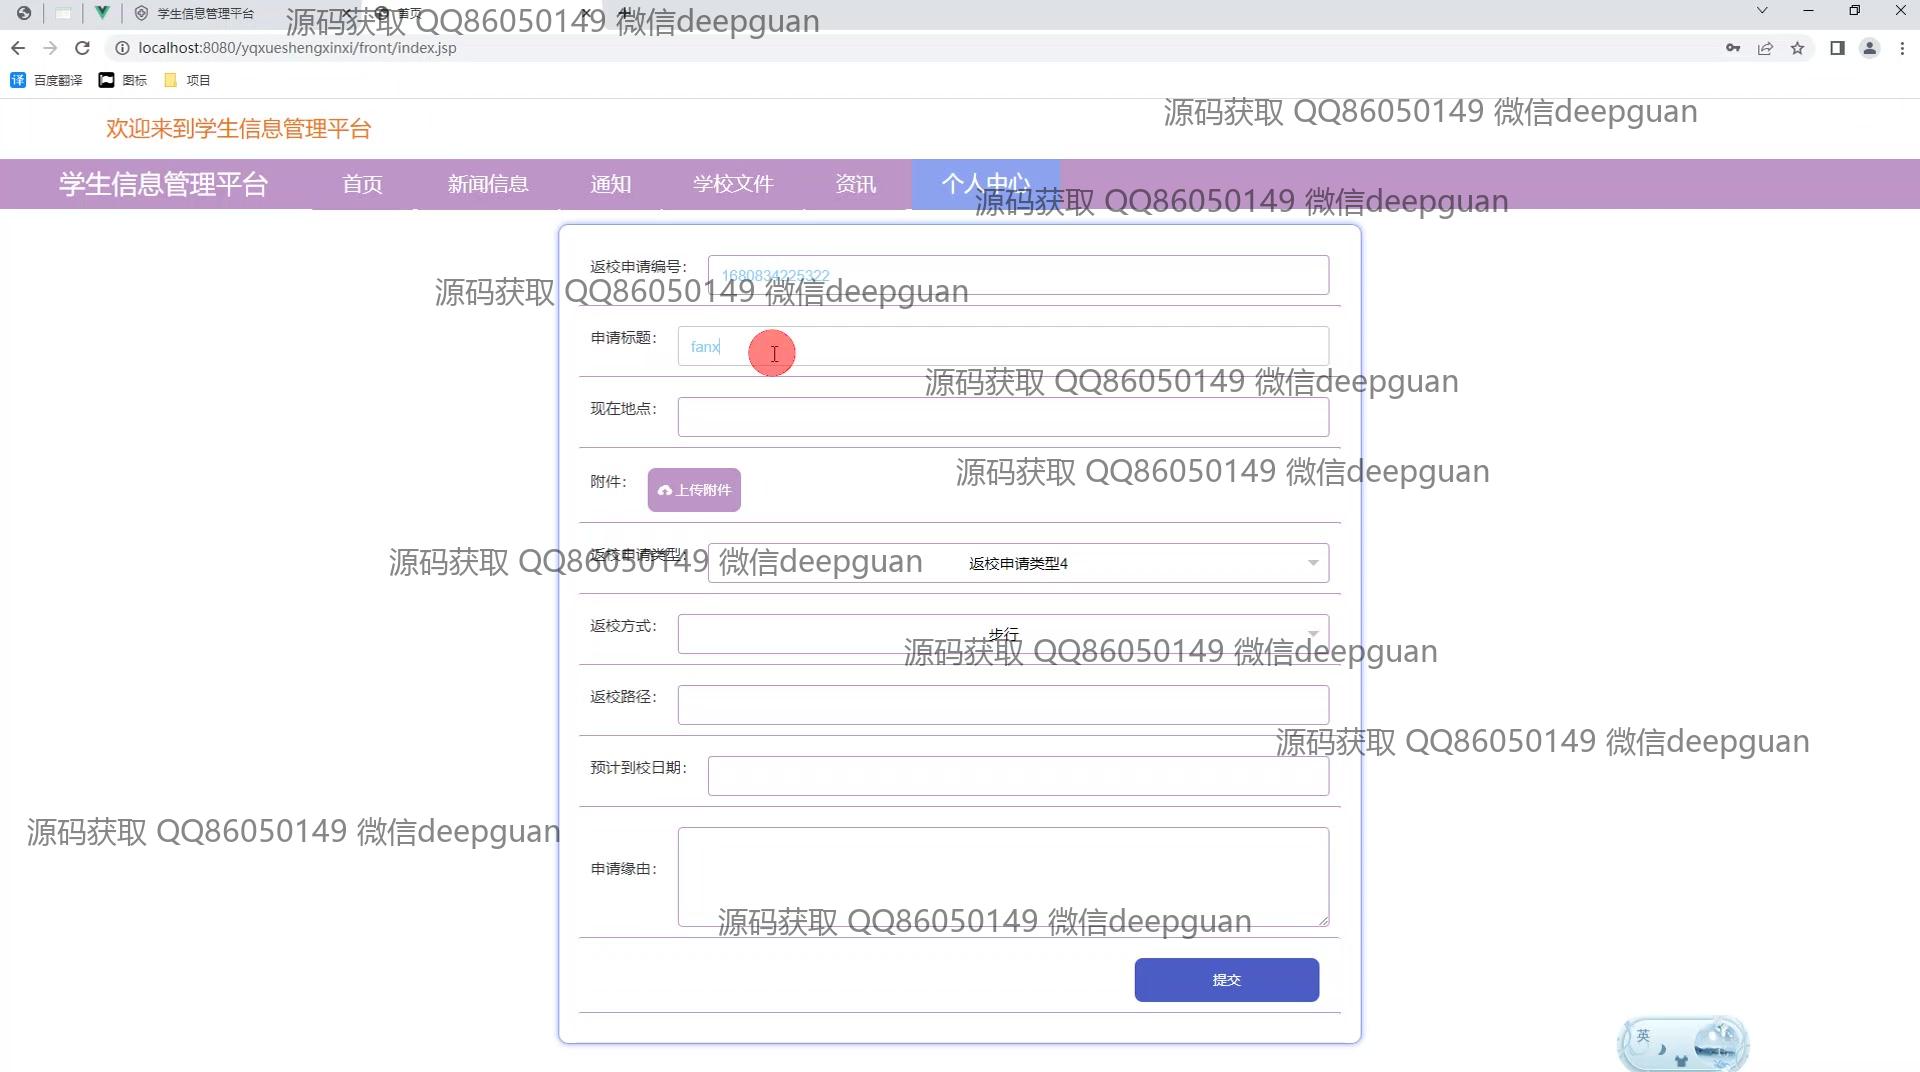 学生信息管理平台
首页
源码获取 QQ86050149 微信deepguan
localhost:8080/yqxueshengxinxi/front/index.jsp
译 百度翻译 图标 项目
源码获取 QQ86050149 微信deepguan
欢迎来到学生信息管理平台
学生信息管理平台 首页 新闻信息 通知 学校文件 资讯 个人中心
源码获取 QQ86050149 微信deepguan
返校申请编号: 1680834225322
源码获取 QQ86050149 微信deepguan
申请标题: fanx
源码获取 QQ86050149 微信deepguan
现在地点:
源码获取 QQ86050149 微信deepguan
附件: 上传附件
返校申请类型: 返校申请类型4
源码获取 QQ86050149 微信deepguan
返校方式: 步行
源码获取 QQ86050149 微信deepguan
返校路径:
源码获取 QQ86050149 微信deepguan
预计到校日期:
源码获取 QQ86050149 微信deepguan
申请缘由:
源码获取 QQ86050149 微信deepguan
提交
英